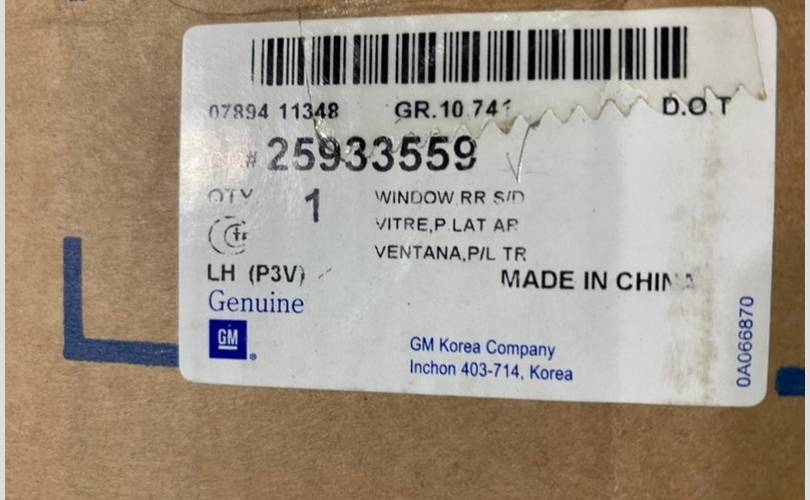 07894 11348 GR.10.741 D.O.T
# 25933559
QTY. 1 WINDOW,RR S/D
VITRE,P LAT AR
VENTANA,P/L TR
LH (P3V)
MADE IN CHINA
Genuine
GM
GM Korea Company
Inchon 403-714, Korea
0A066870